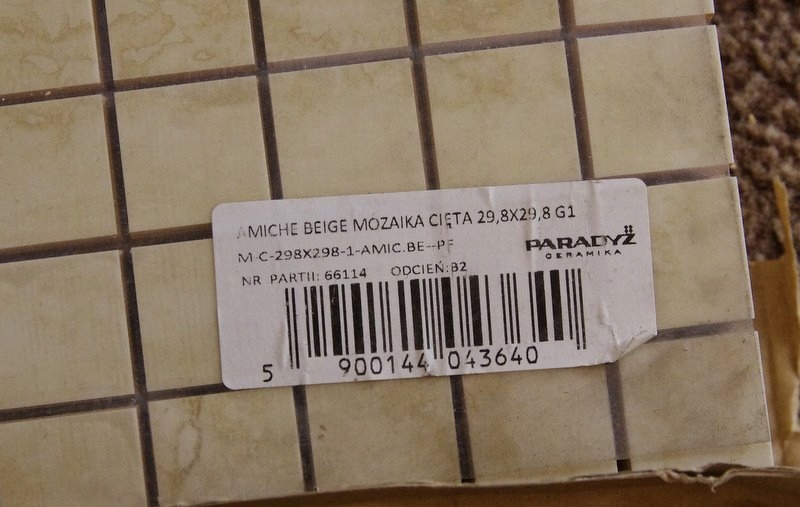 AMICHE BEIGE MOZAIKA CIĘTA 29,8X29,8 G1
M-C-298X298-1-AMIC.BE--PF
PARADYŻ
CERAMIKA
NR PARTII: 66114 ODCIEŃ:B2
5 900144 043640